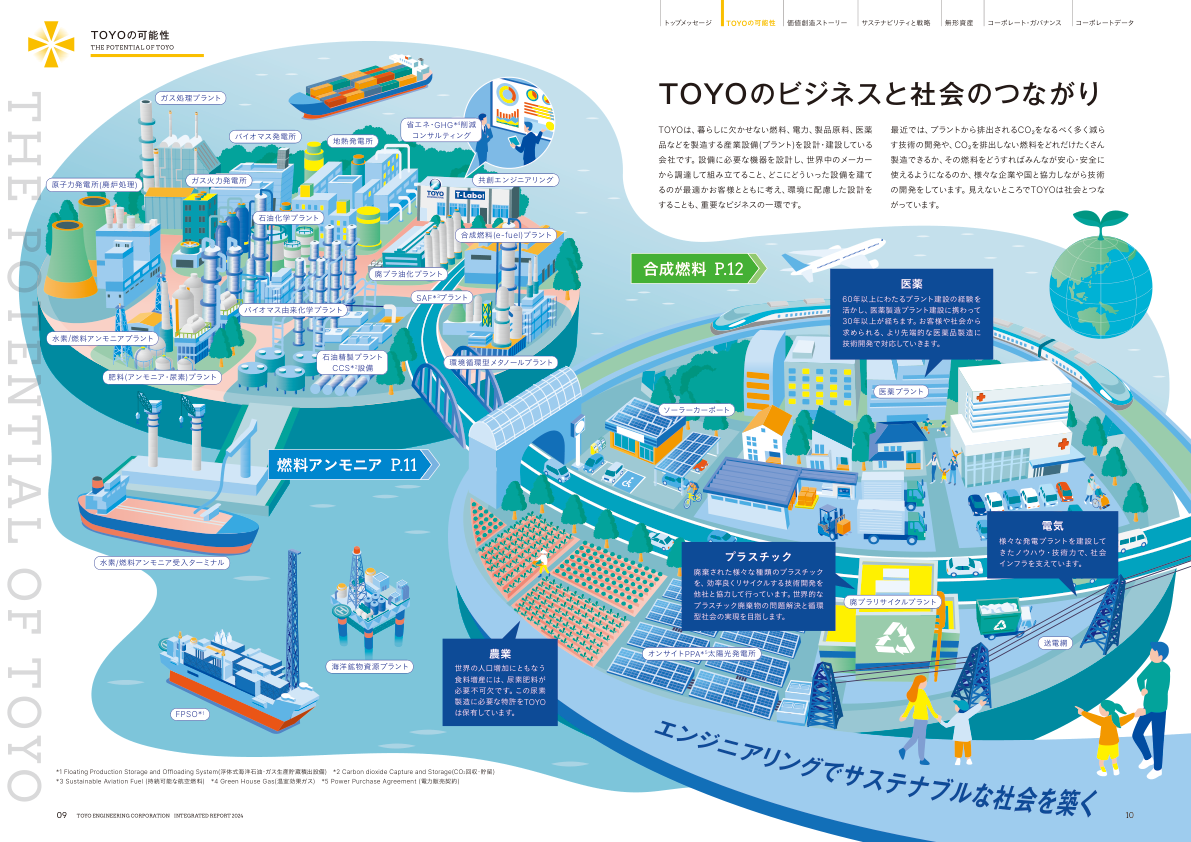 TOYOの可能性
THE POTENTIAL OF TOYO
トップメッセージ
TOYOの可能性
価値創造ストーリー
サステナビリティと戦略
無形資産
コーポレート・ガバナンス
コーポレートデータ
THE POTENTIAL OF TOYO
TOYOのビジネスと社会のつながり
TOYOは、暮らしに欠かせない燃料、電力、製品原料、医薬
品などを製造する産業設備(プラント)を設計・建設している
会社です。設備に必要な機器を設計し、世界中のメーカー
から調達して組み立てること、どこにどういった設備を建て
るのが最適かお客様とともに考え、環境に配慮した設計を
することも、重要なビジネスの一環です。
最近では、プラントから排出されるCO₂をなるべく多く減ら
す技術の開発や、CO₂を排出しない燃料をどれだけたくさん
製造できるか、その燃料をどうすればみんなが安心・安全に
使えるようになるのか、様々な企業や国と協力しながら技術
の開発をしています。見えないところでTOYOは社会とつな
がっています。
ガス処理プラント
バイオマス発電所
地熱発電所
省エネ・GHG*⁴削減
コンサルティング
原子力発電所(廃炉処理)
ガス火力発電所
共創エンジニアリング
TOYO
T-Labo!
石油化学プラント
合成燃料(e-fuel)プラント
廃プラ油化プラント
SAF*³プラント
バイオマス由来化学プラント
水素/燃料アンモニアプラント
石油精製プラント
CCS*²設備
環境循環型メタノールプラント
肥料(アンモニア・尿素)プラント
合成燃料 P.12
医薬
60年以上にわたるプラント建設の経験を
活かし、医薬製造プラント建設に携わって
30年以上が経ちます。お客様や社会から
求められる、より先端的な医薬品製造に
技術開発で対応していきます。
医薬プラント
ソーラーカーポート
燃料アンモニア P.11
水素/燃料アンモニア受入ターミナル
電気
様々な発電プラントを建設して
きたノウハウ・技術力で、社会
インフラを支えています。
プラスチック
廃棄された様々な種類のプラスチック
を、効率良くリサイクルする技術開発を
他社と協力して行っています。世界的な
プラスチック廃棄物の問題解決と循環
型社会の実現を目指します。
廃プラリサイクルプラント
送電網
オンサイトPPA*⁵太陽光発電所
農業
世界の人口増加にともなう
食料増産には、尿素肥料が
必要不可欠です。この尿素
製造に必要な特許をTOYO
は保有しています。
海洋鉱物資源プラント
FPSO*¹
エンジニアリングでサステナブルな社会を築く
*1 Floating Production Storage and Offloading System(浮体式海洋石油・ガス生産貯蔵積出設備) *2 Carbon dioxide Capture and Storage(CO₂回収・貯留)
*3 Sustainable Aviation Fuel (持続可能な航空燃料) *4 Green House Gas(温室効果ガス) *5 Power Purchase Agreement (電力販売契約)
09 TOYO ENGINEERING CORPORATION INTEGRATED REPORT 2024
10